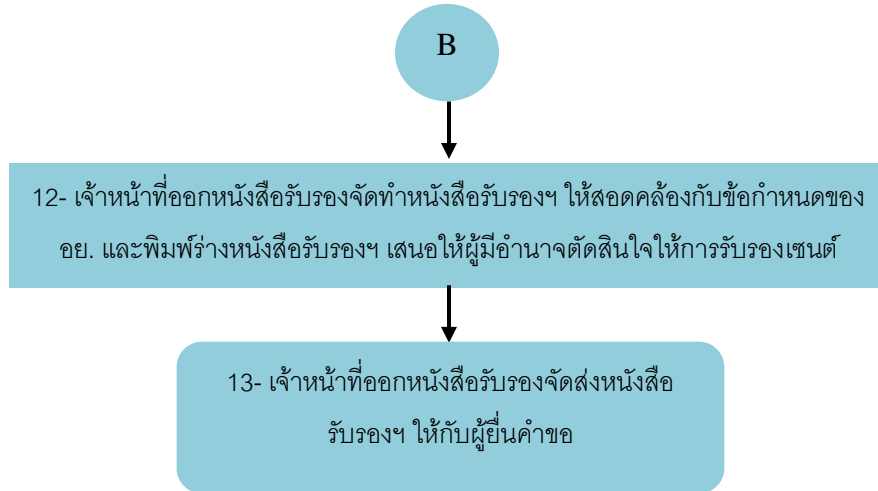 B
12- เจ้าหน้าที่ออกหนังสือรับรองจัดทำหนังสือรับรองฯ ให้สอดคล้องกับข้อกำหนดของ
อย. และพิมพ์ร่างหนังสือรับรองฯ เสนอให้ผู้มีอำนาจตัดสินใจให้การรับรองเซนต์
13- เจ้าหน้าที่ออกหนังสือรับรองจัดส่งหนังสือ
รับรองฯ ให้กับผู้ยื่นคำขอ